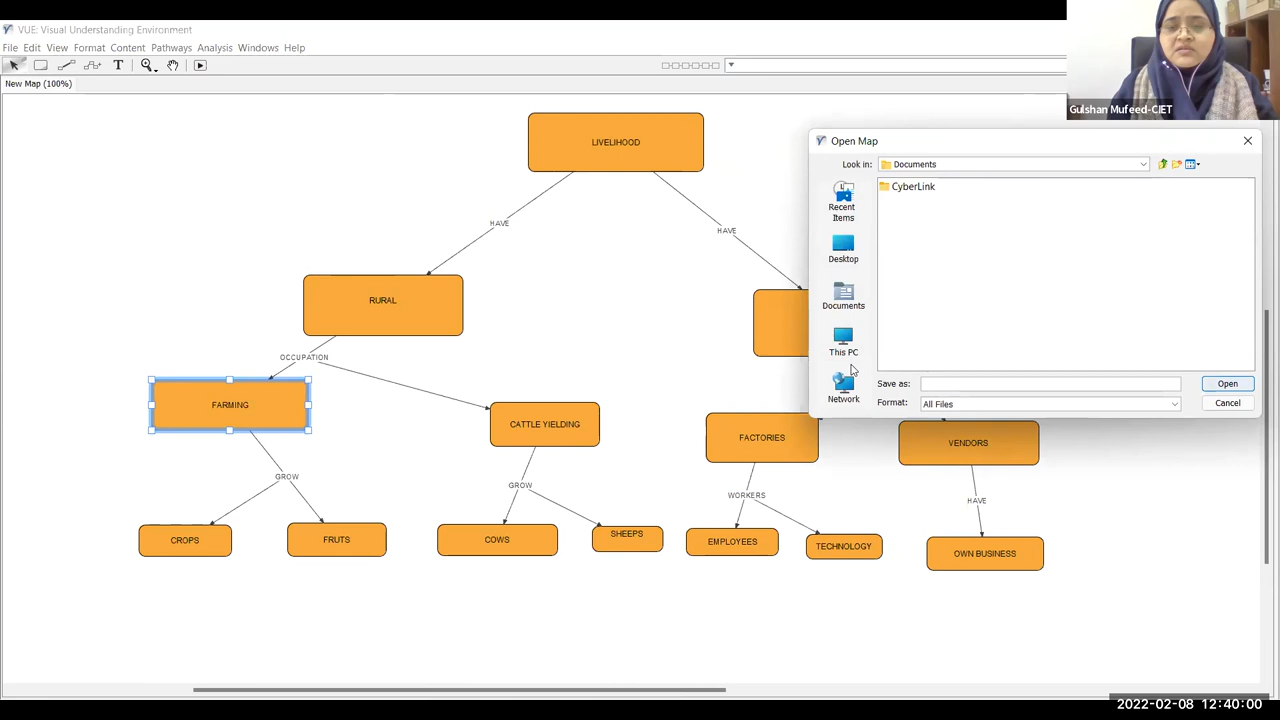 VUE: Visual Understanding Environment
File Edit View Format Content Pathways Analysis Windows Help
New Map (100%)
Gulshan Mufeed-CIET
LIVELIHOOD
Open Map
Look in: Documents
CyberLink
Recent Items
Desktop
Documents
This PC
Network
Save as:
Open
Format: All Files
Cancel
HAVE
HAVE
RURAL
OCCUPATION
FARMING
CATTLE YIELDING
FACTORIES
VENDORS
GROW
GROW
WORKERS
HAVE
CROPS
FRUTS
COWS
SHEEPS
EMPLOYEES
TECHNOLOGY
OWN BUSINESS
2022-02-08 12:40:00